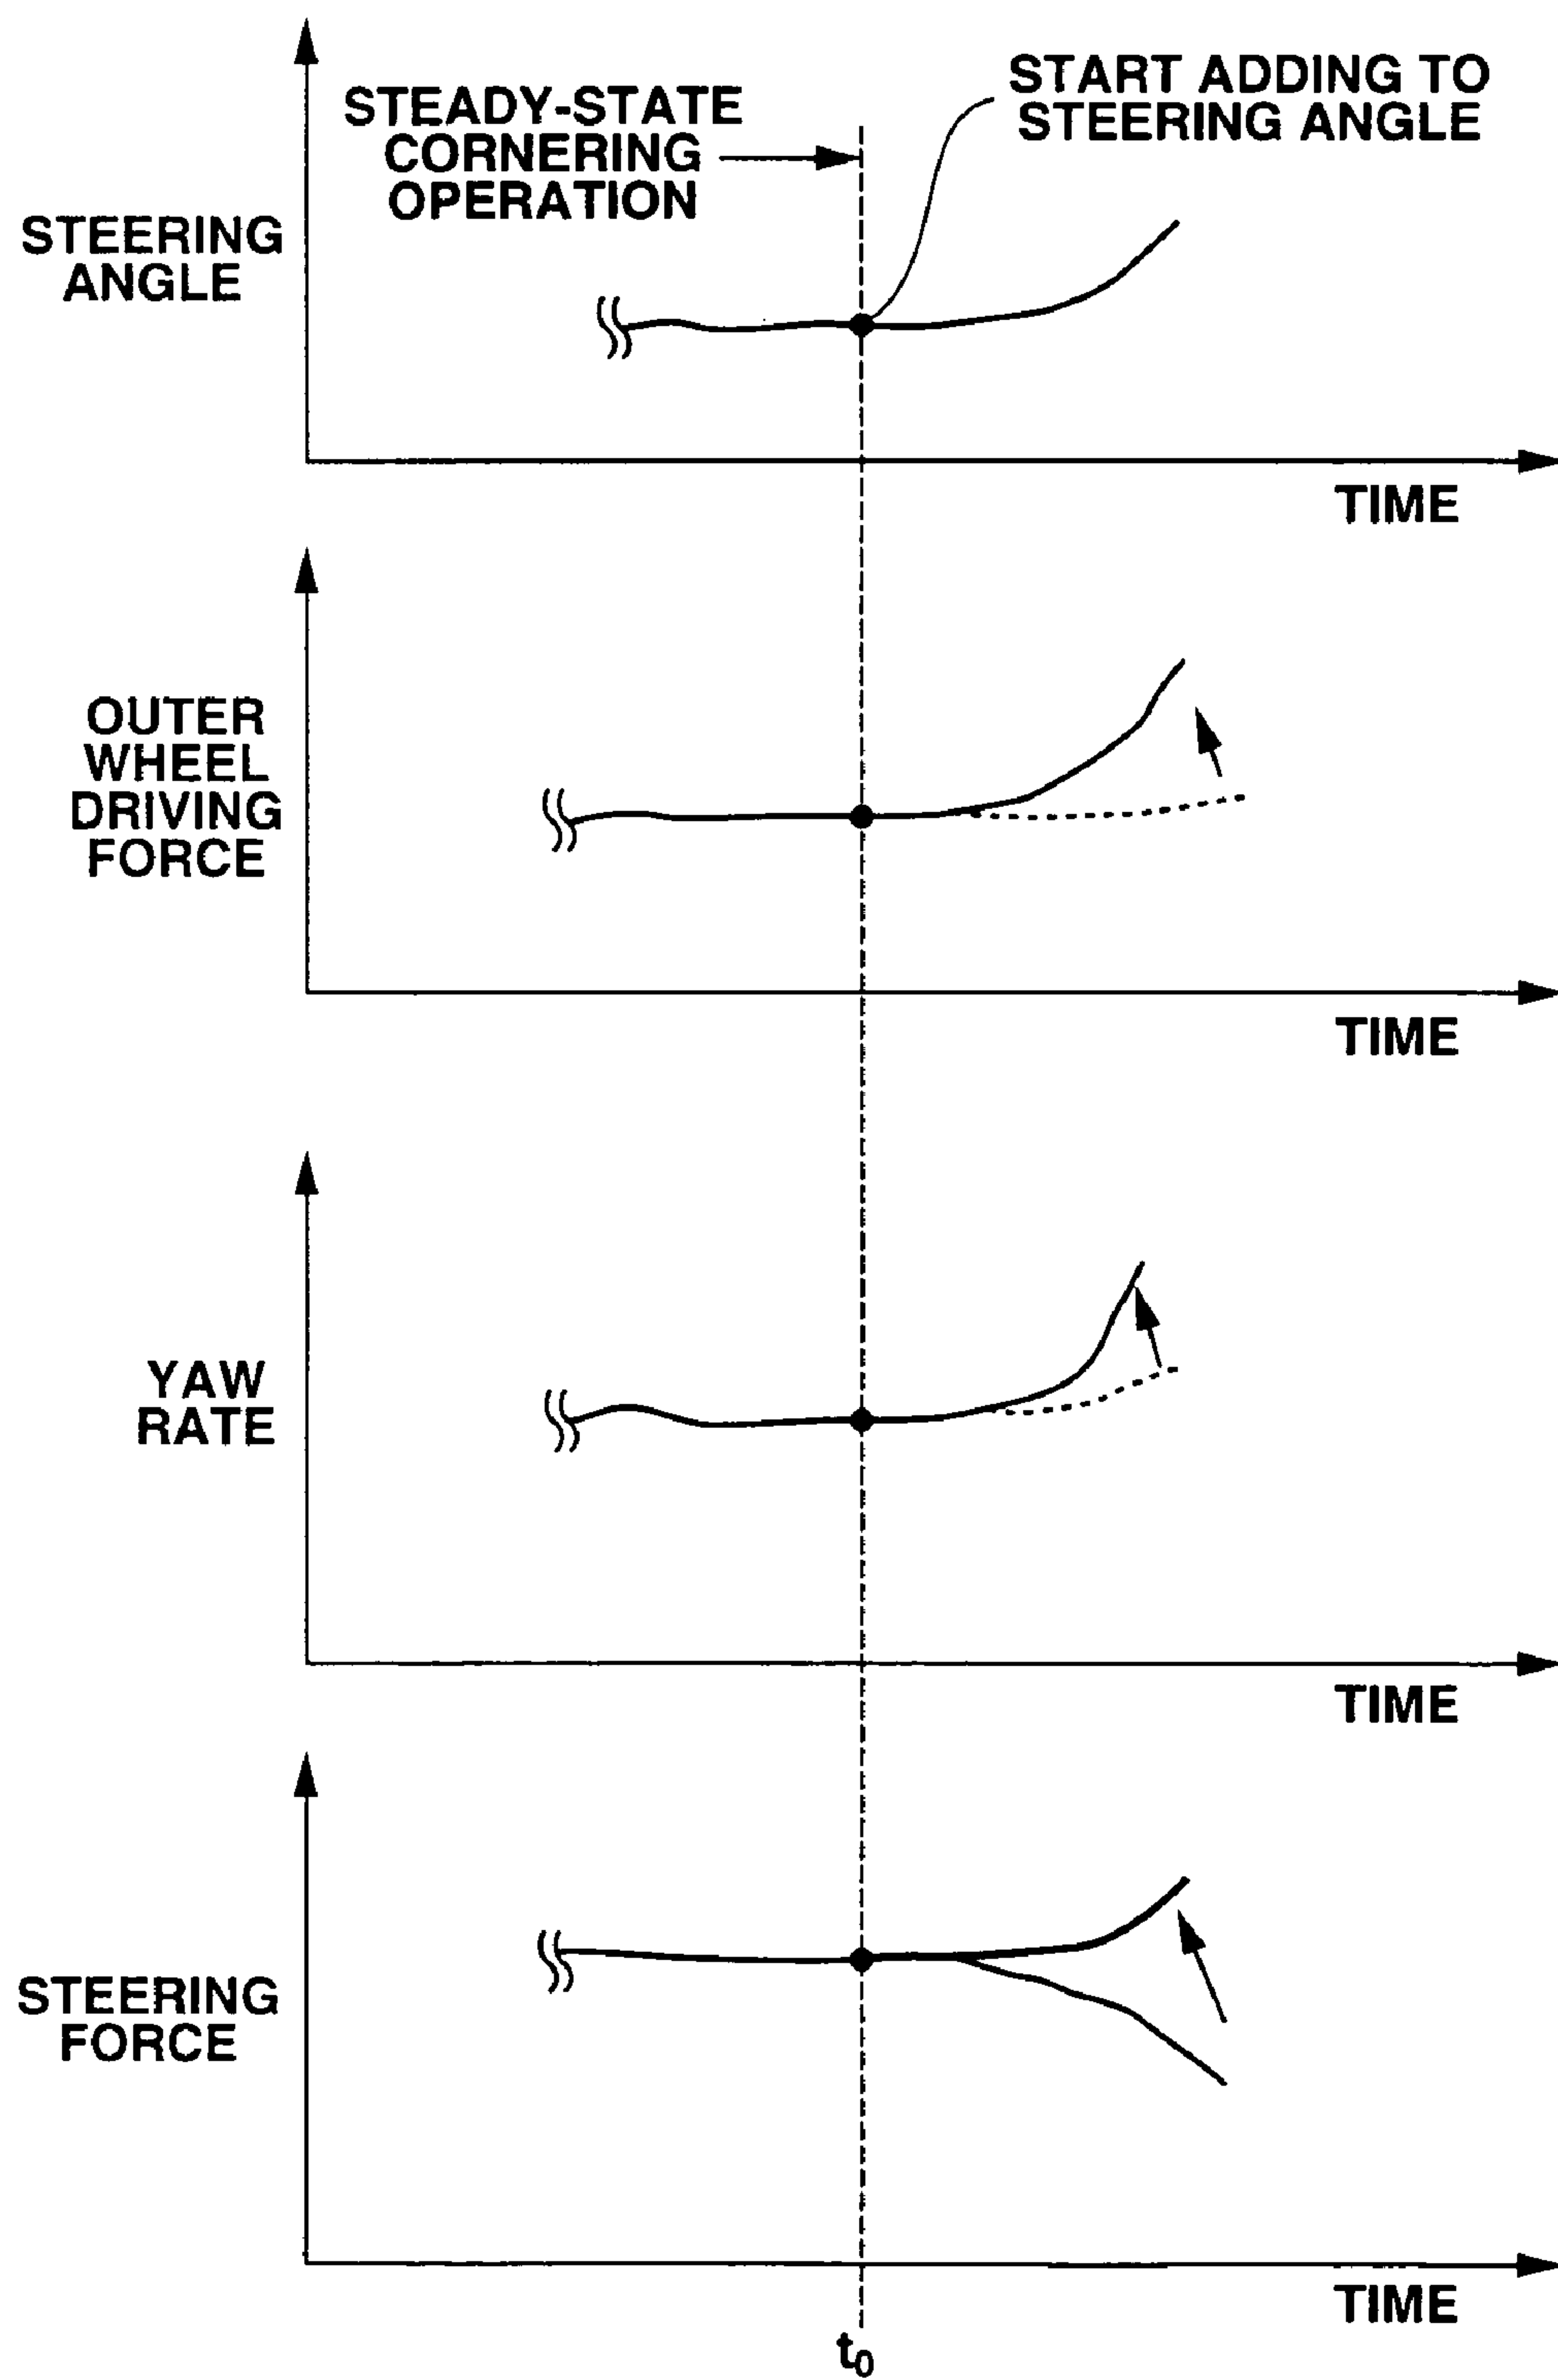 START ADDING TO
STEERING ANGLE
STEADY-STATE
CORNERING
OPERATION
STEERING
ANGLE
TIME
OUTER
WHEEL
DRIVING
FORCE
TIME
YAW
RATE
TIME
STEERING
FORCE
TIME
t₀